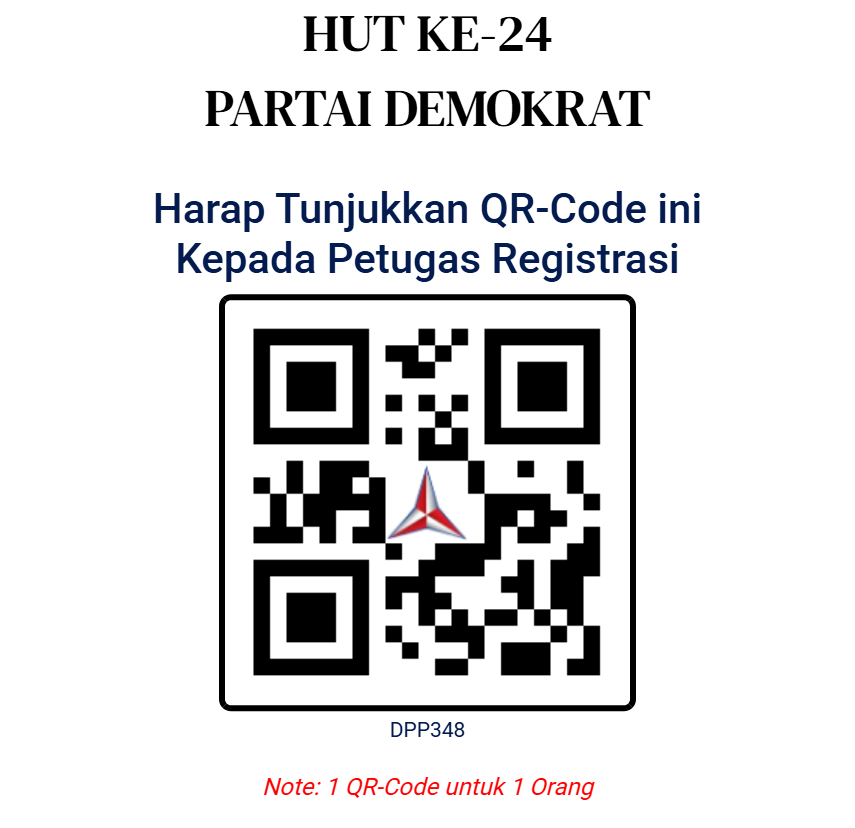 HUT KE-24
PARTAI DEMOKRAT
Harap Tunjukkan QR-Code ini
Kepada Petugas Registrasi
DPP348
Note: 1 QR-Code untuk 1 Orang